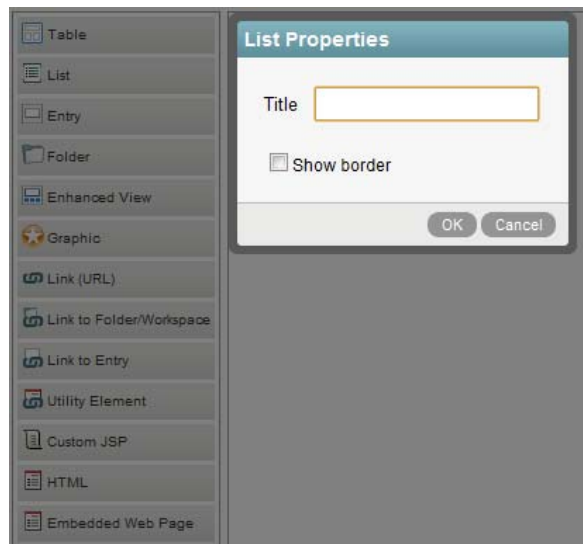 Table
List
Entry
Folder
Enhanced View
Graphic
Link (URL)
Link to Folder/Workspace
Link to Entry
Utility Element
Custom JSP
HTML
Embedded Web Page
List Properties
Title
Show border
OK Cancel